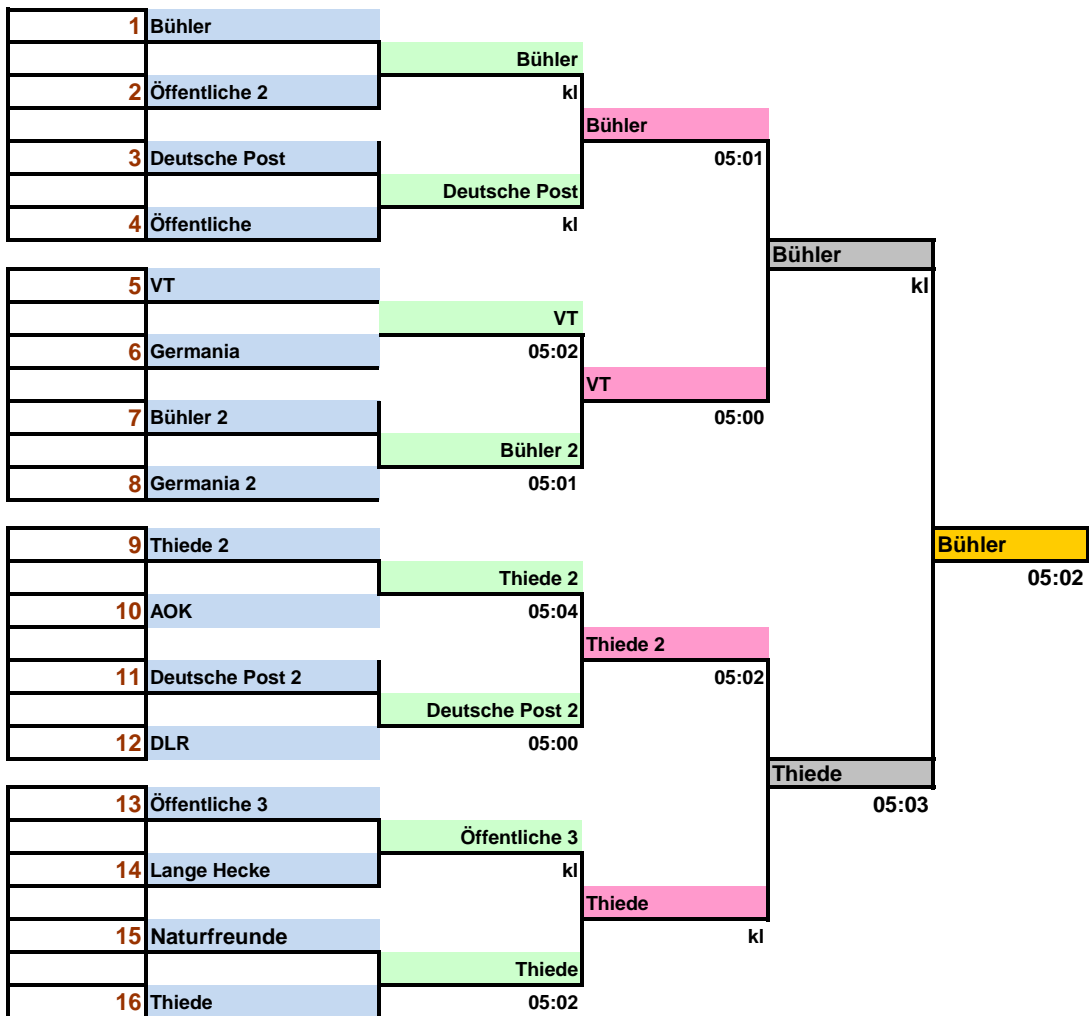 1 Bühler
Bühler
2 Öffentliche 2 kl
Bühler
3 Deutsche Post 05:01
Deutsche Post
4 Öffentliche kl
Bühler
5 VT kl
VT
6 Germania 05:02
VT
7 Bühler 2 05:00
Bühler 2
8 Germania 2 05:01
9 Thiede 2 Bühler
Thiede 2 05:02
10 AOK 05:04
Thiede 2
11 Deutsche Post 2 05:02
Deutsche Post 2
12 DLR 05:00
Thiede
13 Öffentliche 3 05:03
Öffentliche 3
14 Lange Hecke kl
Thiede
15 Naturfreunde kl
Thiede
16 Thiede 05:02